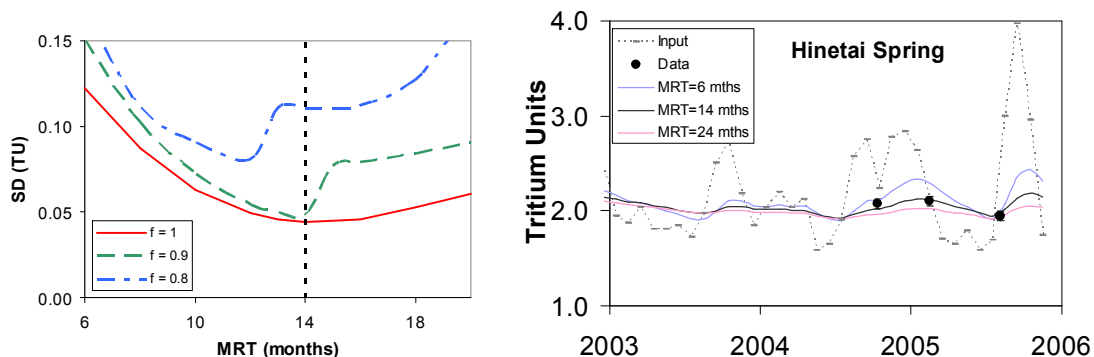 0.15
0.10
0.05
0.00
SD (TU)
f = 1
f = 0.9
f = 0.8
6 10 14 18
MRT (months)
4.0
3.0
2.0
1.0
Tritium Units
Input
Data
MRT=6 mths
MRT=14 mths
MRT=24 mths
Hinetai Spring
2003 2004 2005 2006